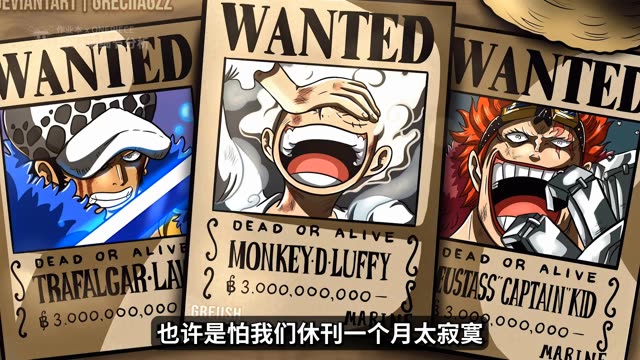 DEVIANTART | GRECHAGZZ
WANTED
DEAD OR ALIVE
TRAFALGAR·LAW
฿3.000.000.000-
WANTED
DEAD OR ALIVE
MONKEY·D·LUFFY
฿3.000.000.000-
MARINE
WANTED
DEAD OR ALIVE
EUSTASS"CAPTAIN"KID
฿3.000.000.000-
MARINE
也许是怕我们休刊一个月太寂寞